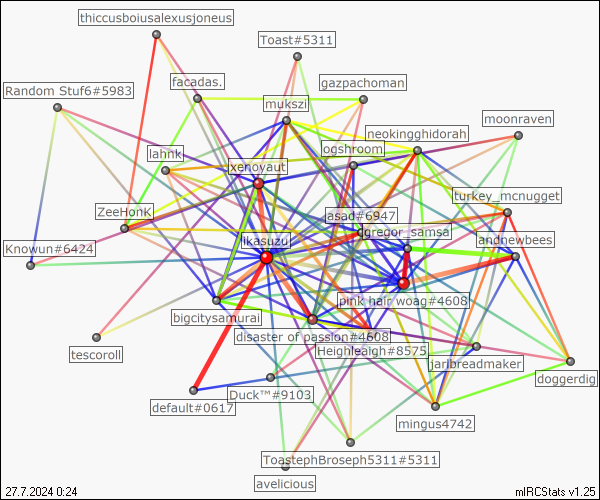 thiccusboiusalexusjoneus
Toast#5311
facadas.
gazpachoman
Random Stuf6#5983
mukszi
moonraven
neokingghidorah
ogshroom
lahnk
xenoyaut
turkey_mcnugget
ZeeHonK
asad#6947
gregor_samsa
likasuzu
andnewbees
Knowun#6424
pink hair woag#4608
bigcitysamurai
disaster of passion#4608
Heighleaigh#8575
tescoroll
jarlbreadmaker
doggerdig
Duck™#9103
default#0617
mingus4742
ToastephBroseph5311#5311
avelicious
27.7.2024 0:24
mIRCStats v1.25